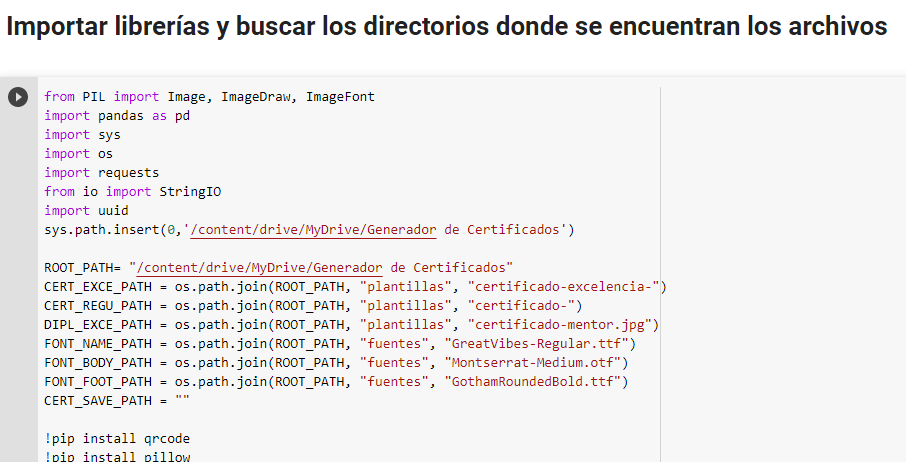 Importar librerías y buscar los directorios donde se encuentran los archivos
from PIL import Image, ImageDraw, ImageFont
import pandas as pd
import sys
import os
import requests
from io import StringIO
import uuid
sys.path.insert(0,'/content/drive/MyDrive/Generador de Certificados')
ROOT_PATH= "/content/drive/MyDrive/Generador de Certificados"
CERT_EXCE_PATH = os.path.join(ROOT_PATH, "plantillas", "certificado-excelencia-")
CERT_REGU_PATH = os.path.join(ROOT_PATH, "plantillas", "certificado-")
DIPL_EXCE_PATH = os.path.join(ROOT_PATH, "plantillas", "certificado-mentor.jpg")
FONT_NAME_PATH = os.path.join(ROOT_PATH, "fuentes", "GreatVibes-Regular.ttf")
FONT_BODY_PATH = os.path.join(ROOT_PATH, "fuentes", "Montserrat-Medium.otf")
FONT_FOOT_PATH = os.path.join(ROOT_PATH, "fuentes", "GothamRoundedBold.ttf")
CERT_SAVE_PATH = ""
!pip install qrcode
!pip install pillow